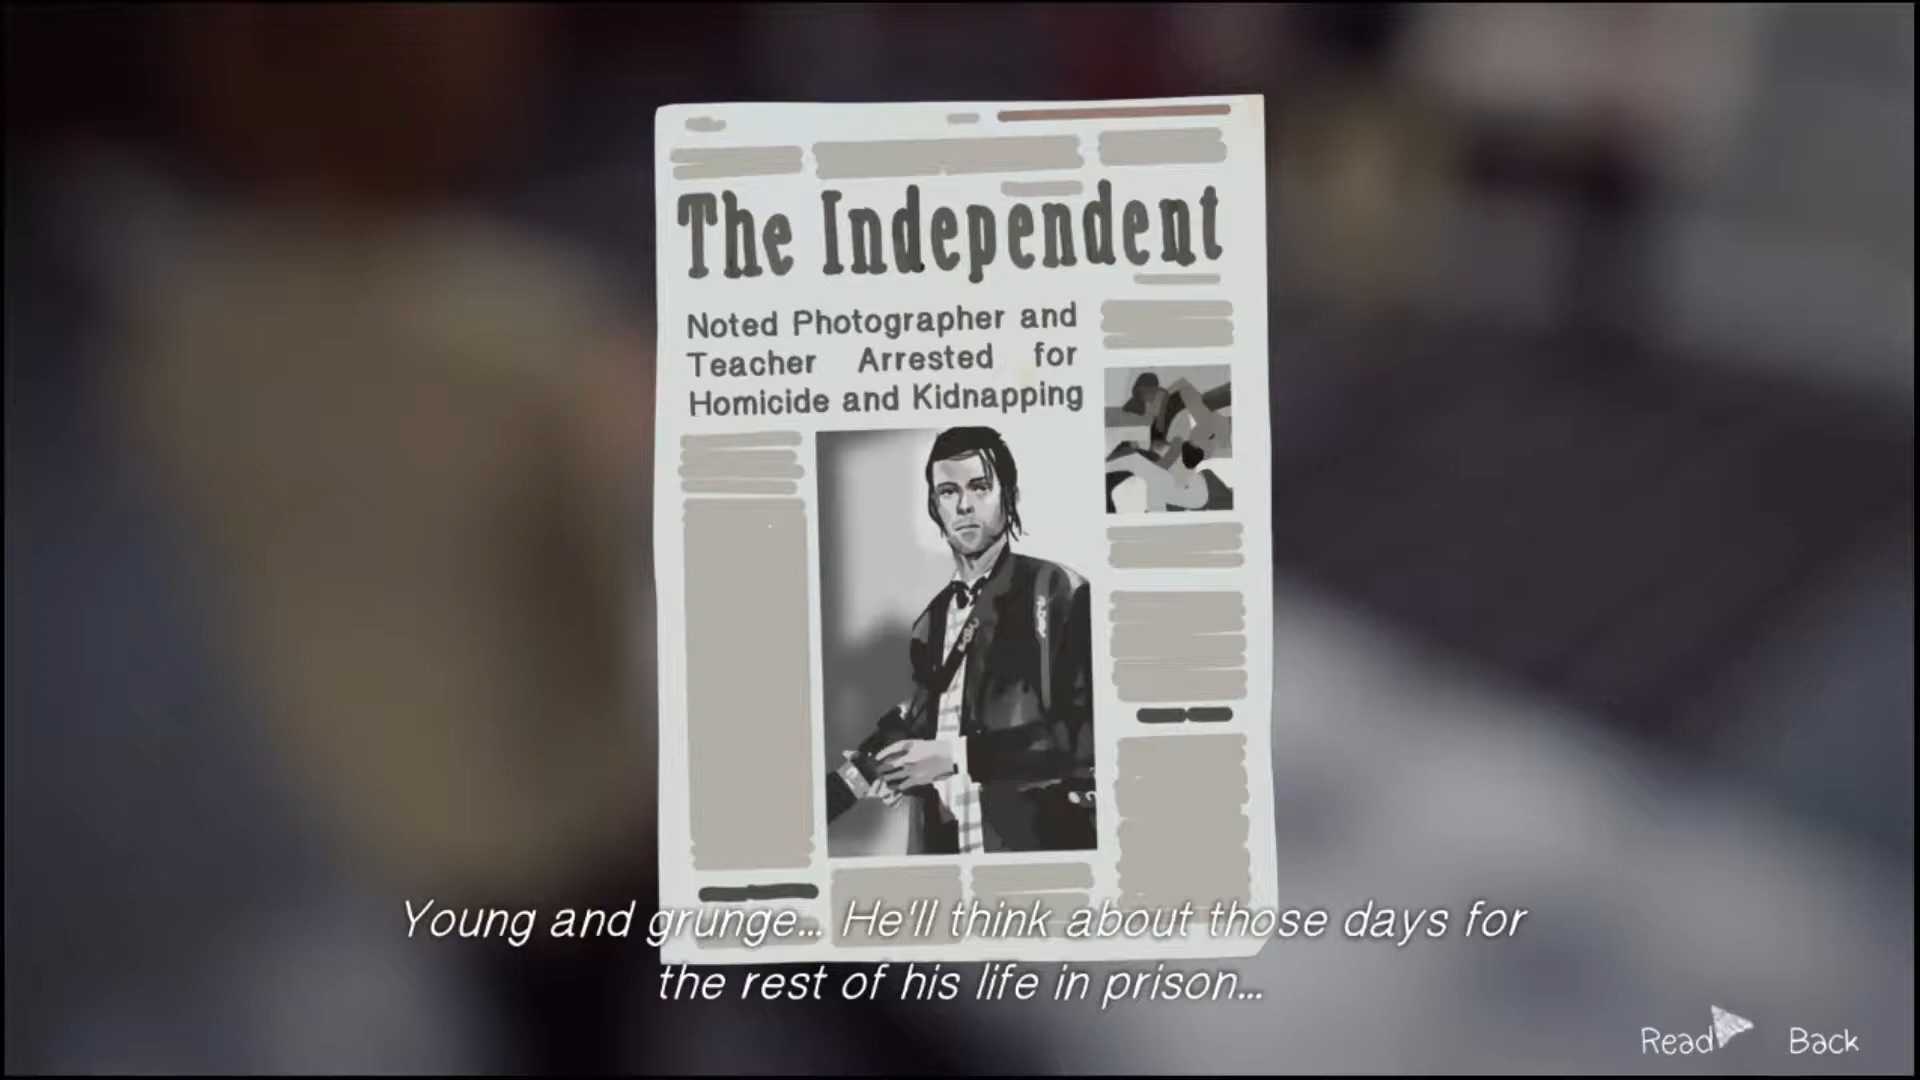 The Independent
Noted Photographer and
Teacher Arrested for
Homicide and Kidnapping
Young and grunge... He'll think about those days for
the rest of his life in prison...
Read Back